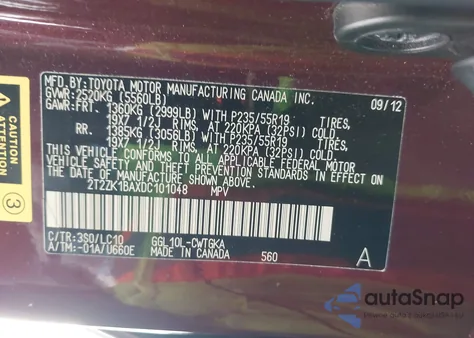 MFD. BY: TOYOTA MOTOR MANUFACTURING CANADA INC.
GVWR: 2520KG (5560LB) 09/12
GAWR: FRT. 1360KG (2999LB) WITH P235/55R19 TIRES,
19X7 1/2J RIMS, AT 220KPA (32PSI) COLD.
RR. 1385KG (3056LB) WITH P235/55R19 TIRES,
19X7 1/2J RIMS, AT 220KPA (32PSI) COLD.
THIS VEHICLE CONFORMS TO ALL APPLICABLE FEDERAL MOTOR
VEHICLE SAFETY, BUMPER, AND THEFT PREVENTION STANDARDS IN EFFECT ON
THE DATE OF MANUFACTURE SHOWN ABOVE.
2T2ZK1BAXDC101048 MPV
C/TR: 3S0/LC10 GGL10L-CWTGKA
A/TM: -01A/U660E MADE IN CANADA 560 A
CAUTION
ATTENTION
3
autoSnap